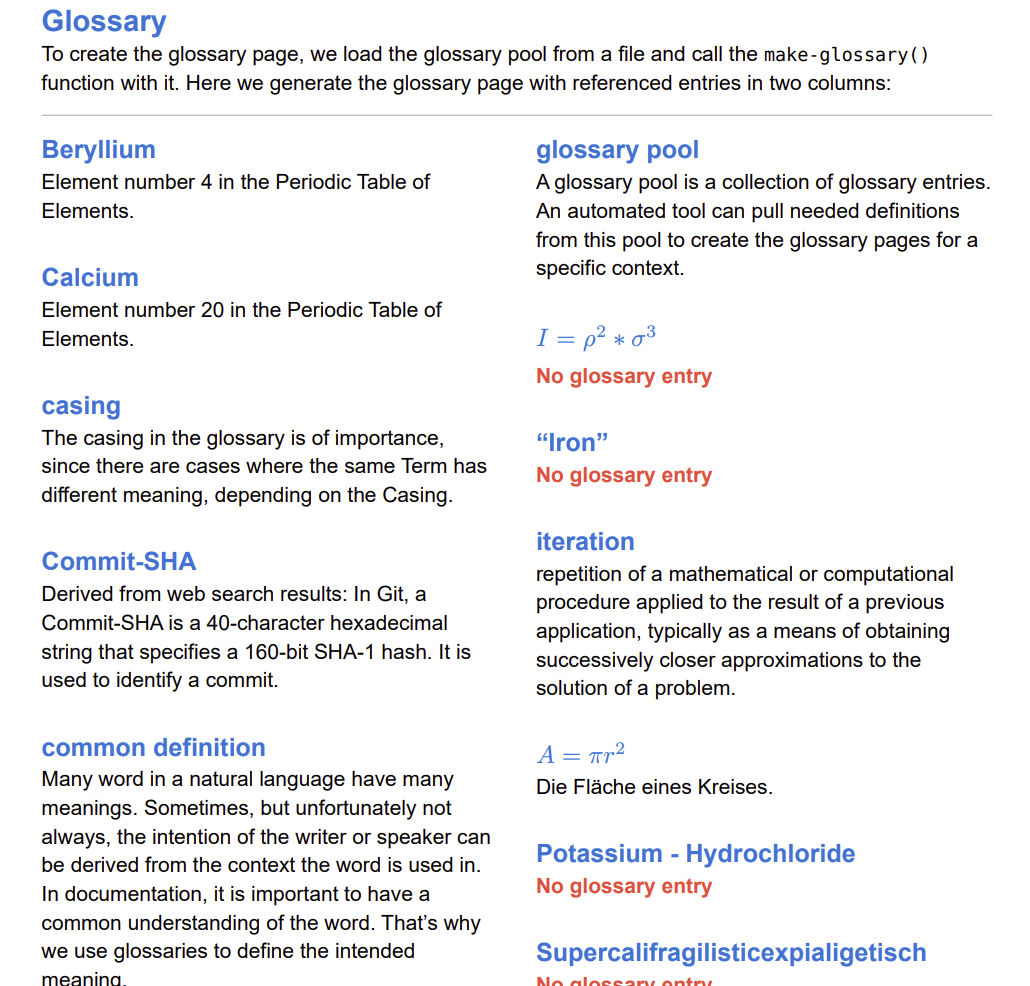 Glossary
To create the glossary page, we load the glossary pool from a file and call the make-glossary()
function with it. Here we generate the glossary page with referenced entries in two columns:
Beryllium
Element number 4 in the Periodic Table of
Elements.
Calcium
Element number 20 in the Periodic Table of
Elements.
casing
The casing in the glossary is of importance,
since there are cases where the same Term has
different meaning, depending on the Casing.
Commit-SHA
Derived from web search results: In Git, a
Commit-SHA is a 40-character hexadecimal
string that specifies a 160-bit SHA-1 hash. It is
used to identify a commit.
common definition
Many word in a natural language have many
meanings. Sometimes, but unfortunately not
always, the intention of the writer or speaker can
be derived from the context the word is used in.
In documentation, it is important to have a
common understanding of the word. That’s why
we use glossaries to define the intended
meaning.
glossary pool
A glossary pool is a collection of glossary entries.
An automated tool can pull needed definitions
from this pool to create the glossary pages for a
specific context.
I = ρ² ∗ σ³
No glossary entry
“Iron”
No glossary entry
iteration
repetition of a mathematical or computational
procedure applied to the result of a previous
application, typically as a means of obtaining
successively closer approximations to the
solution of a problem.
A = πr²
Die Fläche eines Kreises.
Potassium - Hydrochloride
No glossary entry
Supercalifragilisticexpialigetisch
No glossary entry